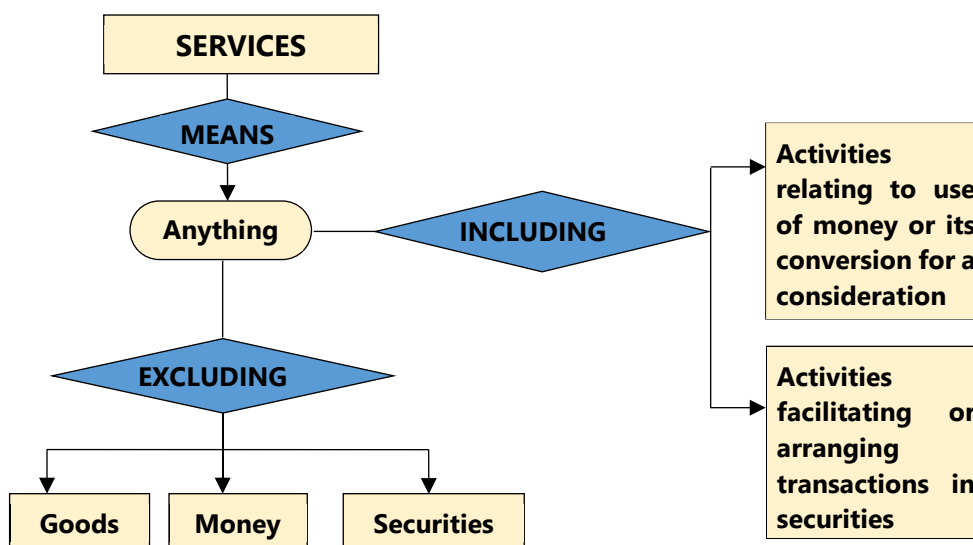 SERVICES
MEANS
Anything
INCLUDING
Activities
relating to use
of money or its
conversion for a
consideration
EXCLUDING
Activities
facilitating or
arranging
transactions in
securities
Goods
Money
Securities